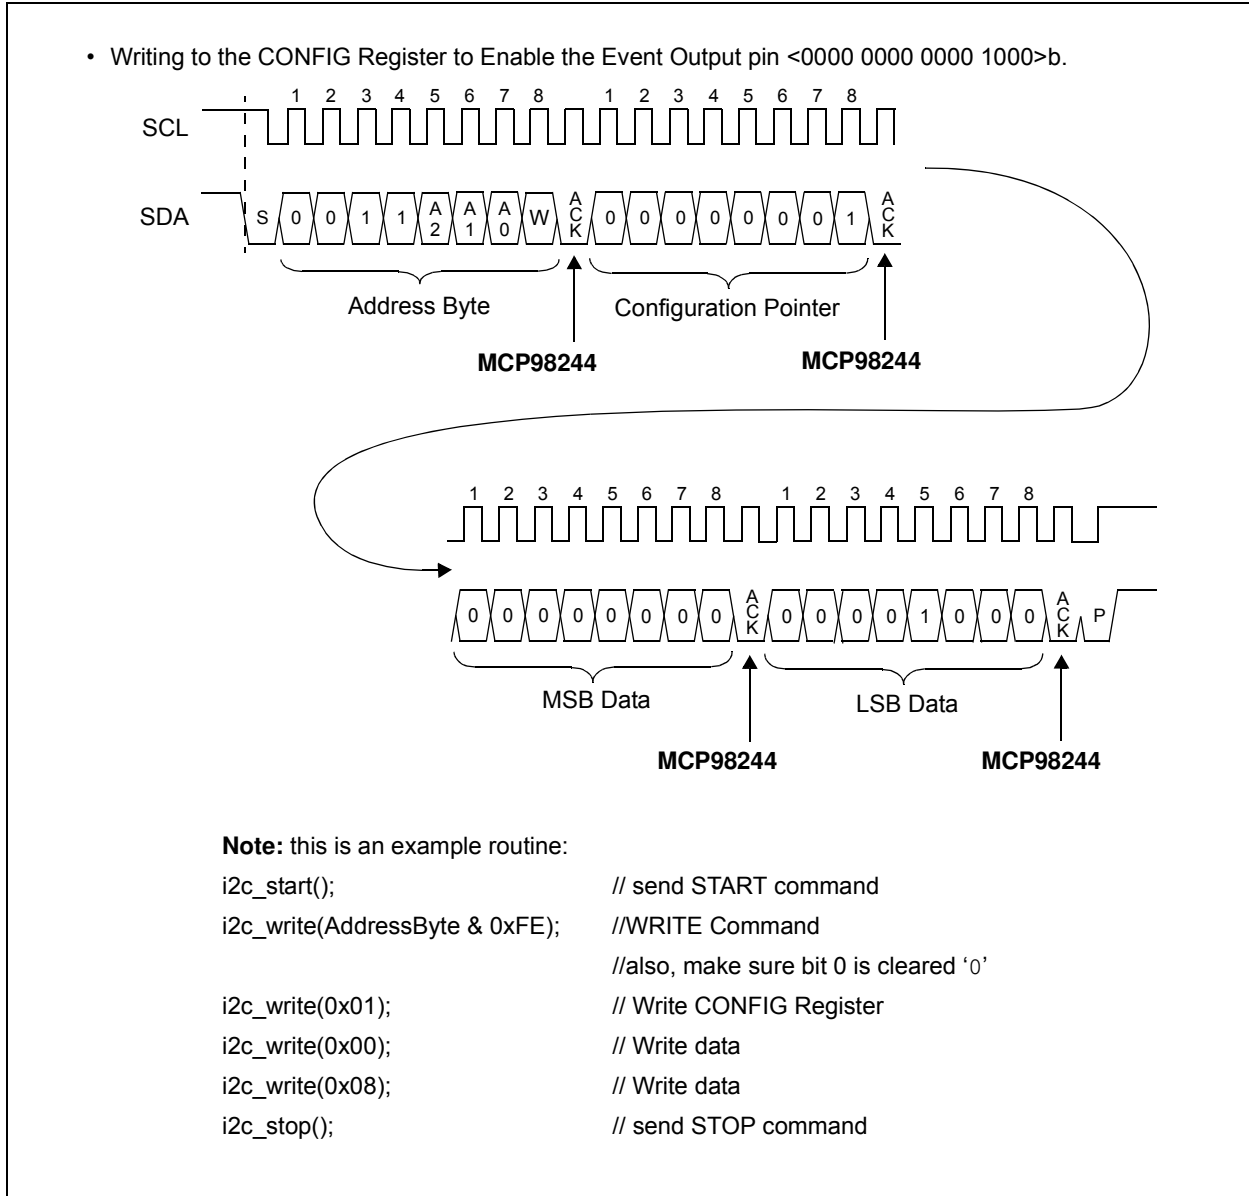 • Writing to the CONFIG Register to Enable the Event Output pin <0000 0000 0000 1000>b.
1 2 3 4 5 6 7 8 1 2 3 4 5 6 7 8
SCL
SDA S 0 0 1 1 A2 A1 A0 W ACK 0 0 0 0 0 0 0 1 ACK
Address Byte Configuration Pointer
MCP98244 MCP98244
1 2 3 4 5 6 7 8 1 2 3 4 5 6 7 8
0 0 0 0 0 0 0 0 ACK 0 0 0 0 1 0 0 0 ACK P
MSB Data LSB Data
MCP98244 MCP98244
Note: this is an example routine:
i2c_start(); // send START command
i2c_write(AddressByte & 0xFE); //WRITE Command
//also, make sure bit 0 is cleared ‘0’
i2c_write(0x01); // Write CONFIG Register
i2c_write(0x00); // Write data
i2c_write(0x08); // Write data
i2c_stop(); // send STOP command